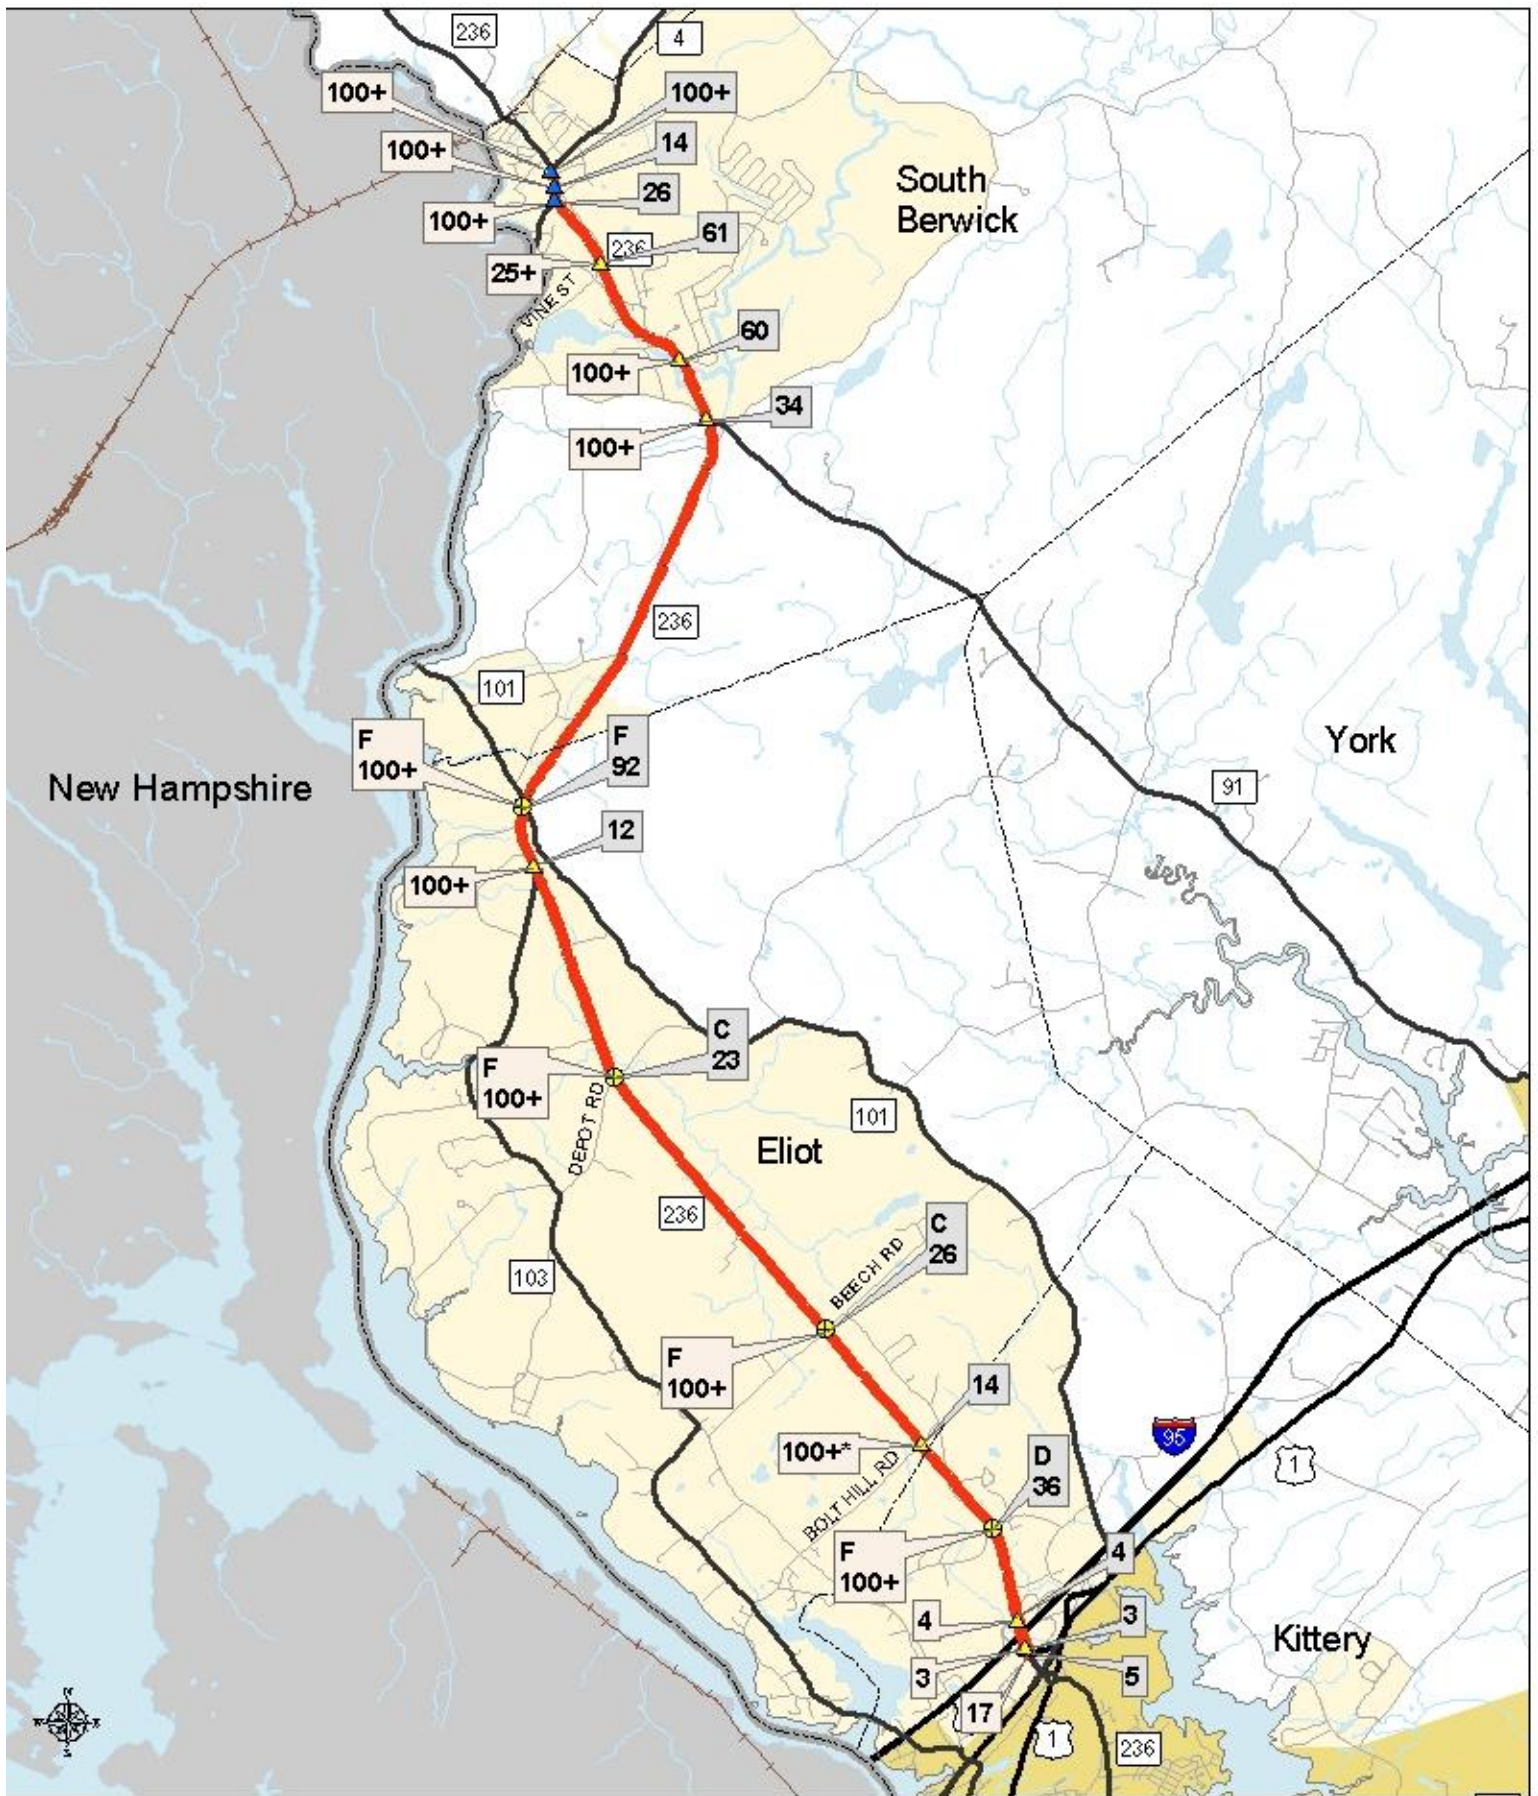 236
4
100+
100+
100+
14
26
100+
South
Berwick
61
236
25+
VINE ST
60
100+
34
100+
236
101
F
100+
F
92
York
New Hampshire
91
12
100+
C
23
F
100+
DEPOT RD
101
Eliot
236
C
26
BEECH RD
103
F
100+
14
100+*
BOLT HILL RD
95
1
D
36
F
100+
4
4
3
Kittery
3
5
17
1
236
N
S